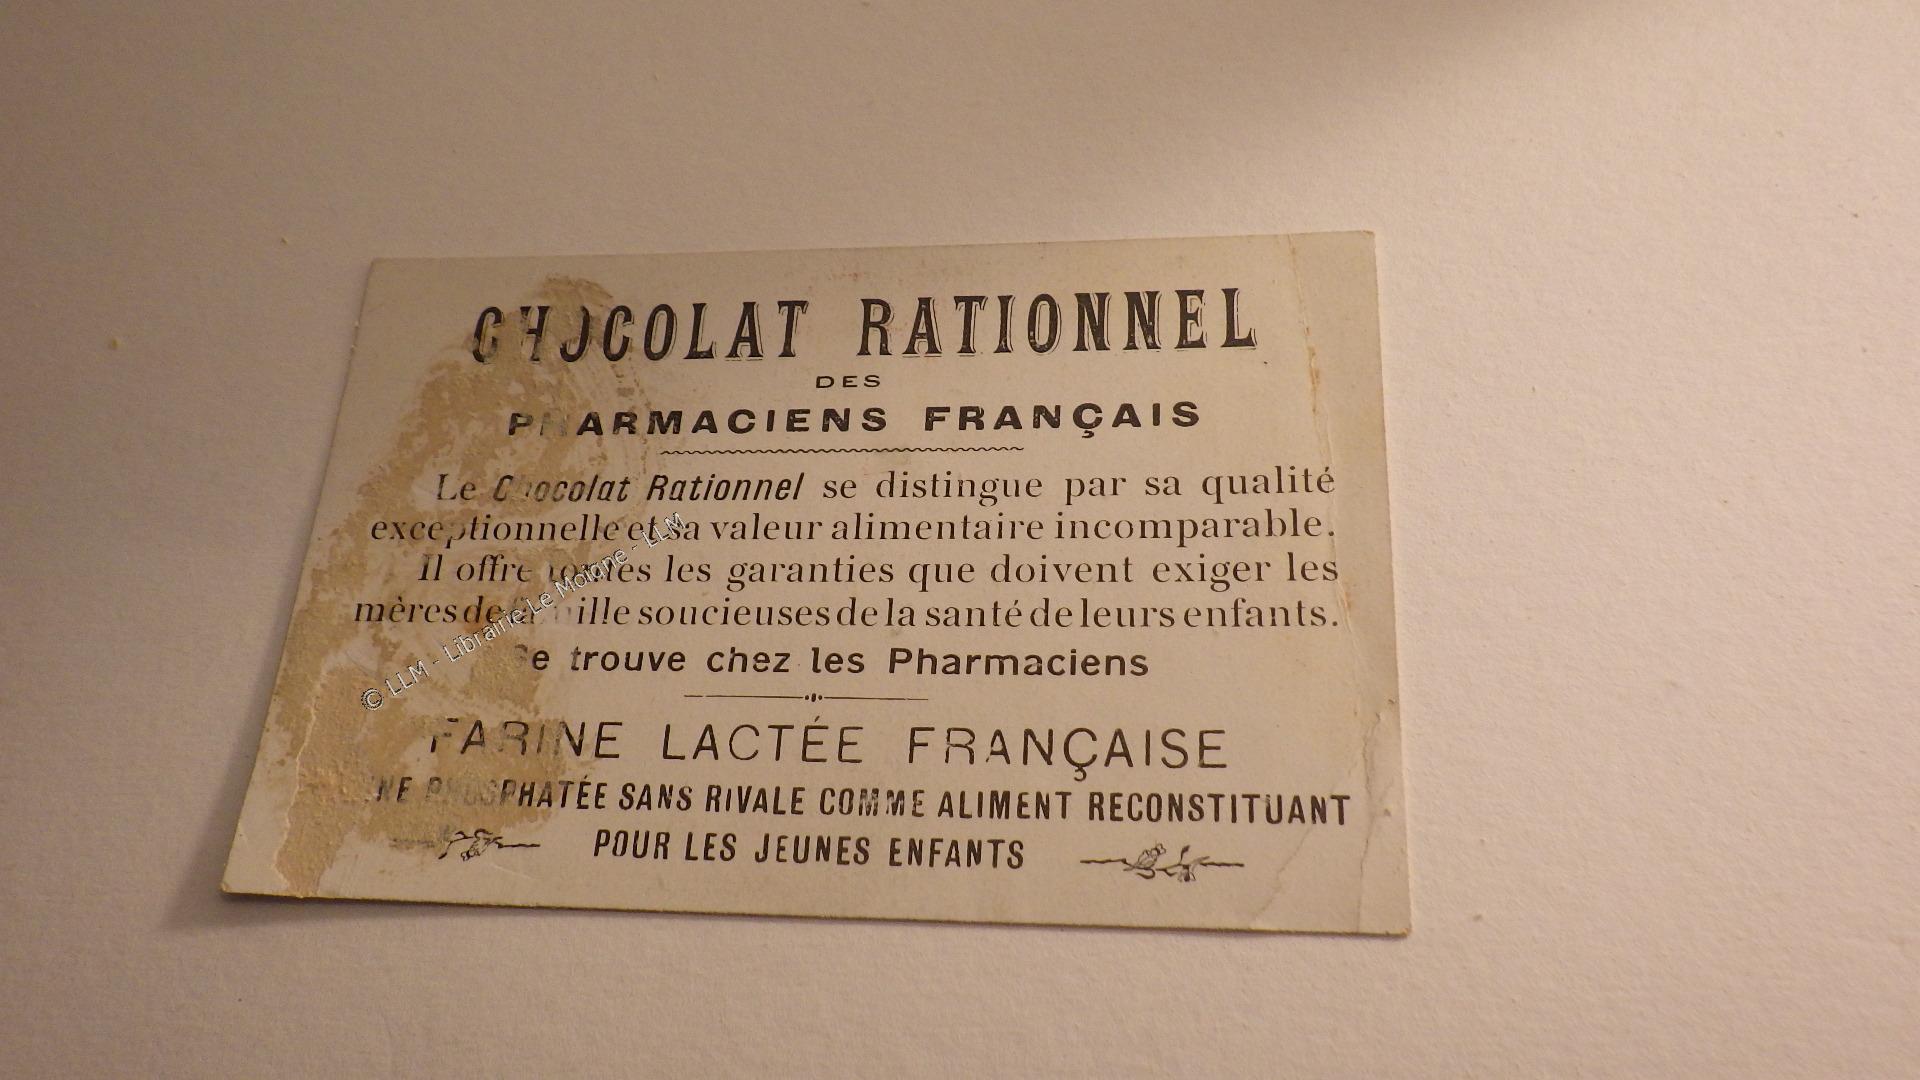 CHOCOLAT RATIONNEL
DES
PHARMACIENS FRANÇAIS
Le Chocolat Rationnel se distingue par sa qualité
exceptionnelle et sa valeur alimentaire incomparable.
Il offre toutes les garanties que doivent exiger les
mères de famille soucieuses de la santé de leurs enfants.
Se trouve chez les Pharmaciens
FARINE LACTÉE FRANÇAISE
PHOSPHATÉE SANS RIVALE COMME ALIMENT RECONSTITUANT
POUR LES JEUNES ENFANTS
© LLM - Librairie Le Moigne - LLM